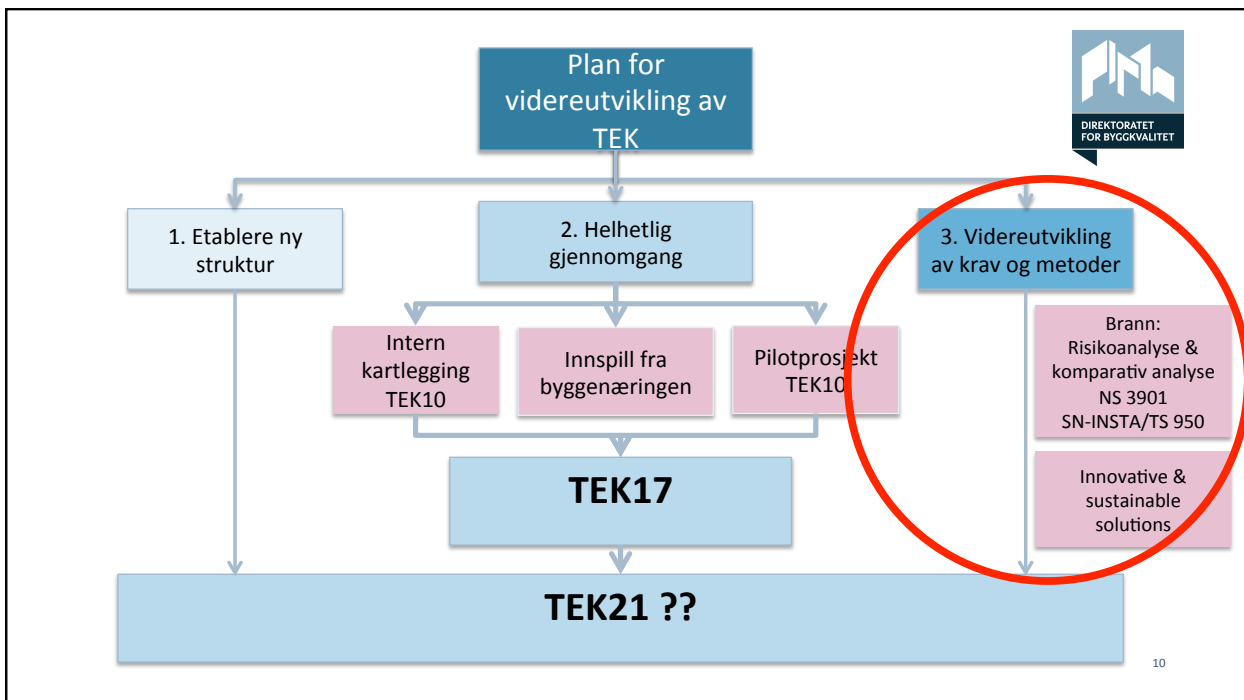 Plan for
videreutvikling av
TEK
DIREKTORATET
FOR BYGGKVALITET
1. Etablere ny
struktur
2. Helhetlig
gjennomgang
3. Videreutvikling
av krav og metoder
Intern
kartlegging
TEK10
Innspill fra
byggenæringen
Pilotprosjekt
TEK10
Brann:
Risikoanalyse &
komparativ analyse
NS 3901
SN-INSTA/TS 950
Innovative &
sustainable
solutions
TEK17
TEK21 ??
10